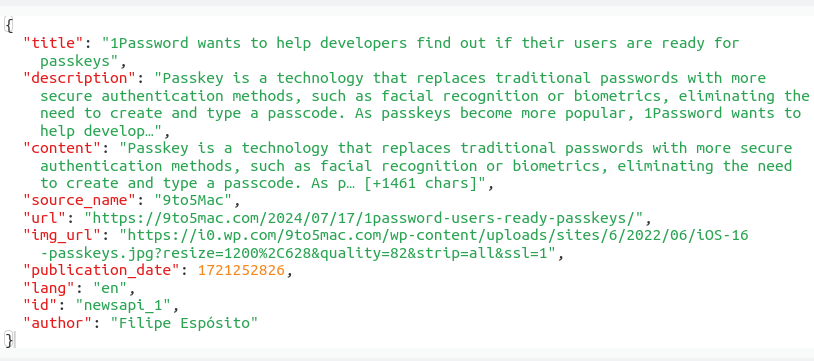 {
"title": "1Password wants to help developers find out if their users are ready for
passkeys",
"description": "Passkey is a technology that replaces traditional passwords with more
secure authentication methods, such as facial recognition or biometrics, eliminating the
need to create and type a passcode. As passkeys become more popular, 1Password wants to
help develop…",
"content": "Passkey is a technology that replaces traditional passwords with more secure
authentication methods, such as facial recognition or biometrics, eliminating the need
to create and type a passcode. As p… [+1461 chars]",
"source_name": "9to5Mac",
"url": "https://9to5mac.com/2024/07/17/1password-users-ready-passkeys/",
"img_url": "https://i0.wp.com/9to5mac.com/wp-content/uploads/sites/6/2022/06/iOS-16
-passkeys.jpg?resize=1200%2C628&quality=82&strip=all&ssl=1",
"publication_date": 1721252826,
"lang": "en",
"id": "newsapi_1",
"author": "Filipe Espósito"
}